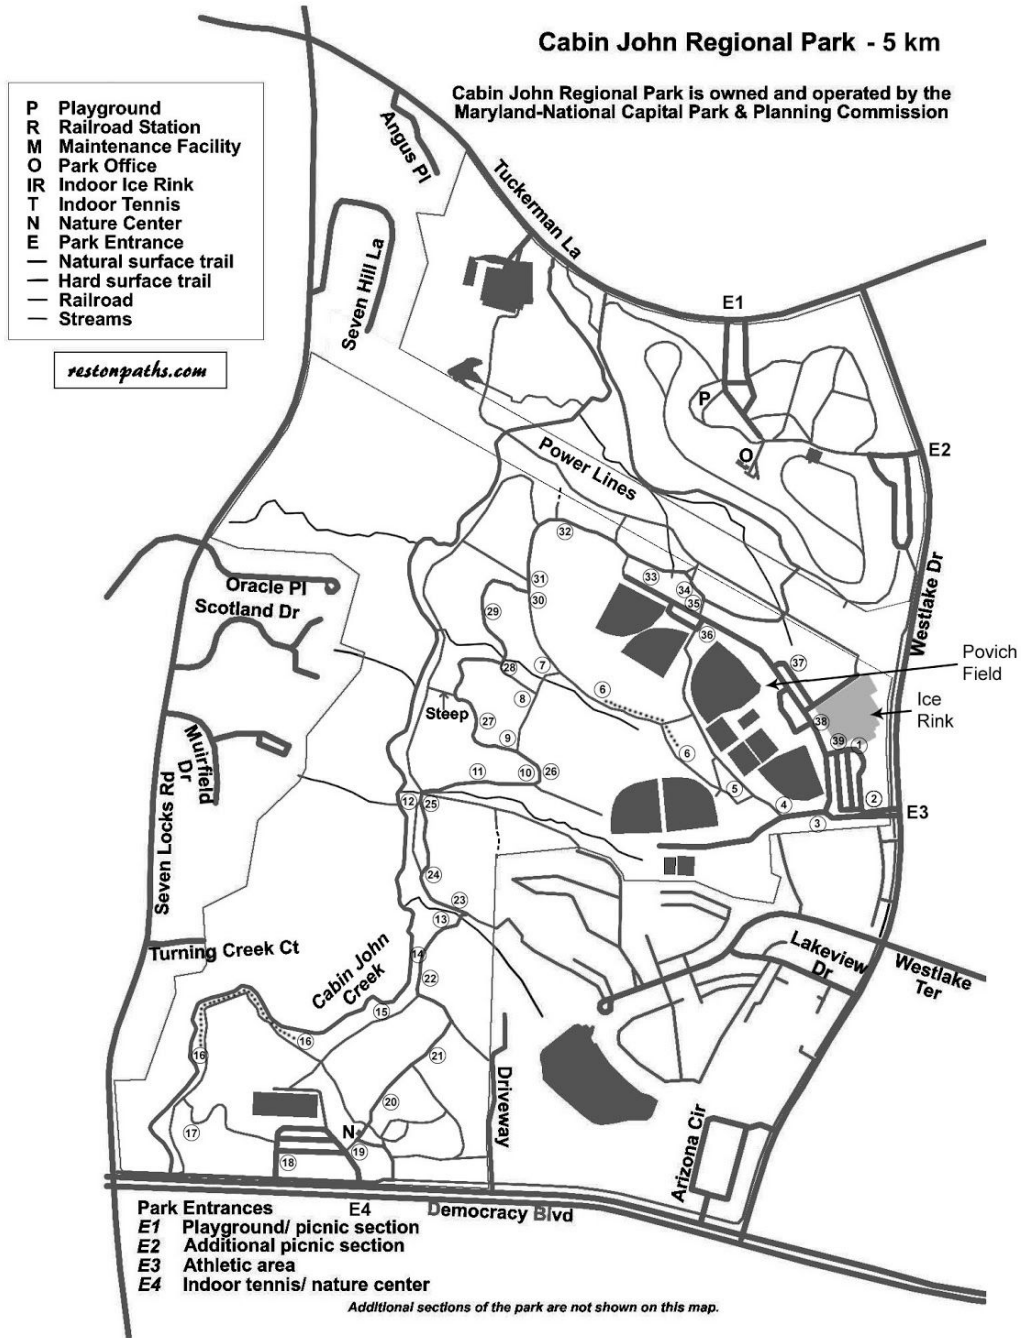 Cabin John Regional Park - 5 km
Cabin John Regional Park is owned and operated by the
Maryland-National Capital Park & Planning Commission
P Playground
R Railroad Station
M Maintenance Facility
O Park Office
IR Indoor Ice Rink
T Indoor Tennis
N Nature Center
E Park Entrance
Natural surface trail
Hard surface trail
Railroad
Streams
restonpaths.com
Angus Pl
Tuckerman La
Seven Hill La
E1
P
O
E2
Power Lines
32
31
30
29
33
34
35
36
37
Oracle Pl
Scotland Dr
Westlake Dr
Povich
Field
Ice
Rink
28
7
8
6
Steep
27
9
6
38
39
1
Muirfield
Dr
11
10
26
12
25
5
4
3
2
E3
Seven Locks Rd
24
23
13
14
22
Turning Creek Ct
Cabin John
Creek
15
16
16
Lakeview
Dr
Westlake
Ter
21
20
17
N
19
18
Driveway
Arizona Cir
E4
Democracy Blvd
Park Entrances
E1 Playground/ picnic section
E2 Additional picnic section
E3 Athletic area
E4 Indoor tennis/ nature center
Additional sections of the park are not shown on this map.